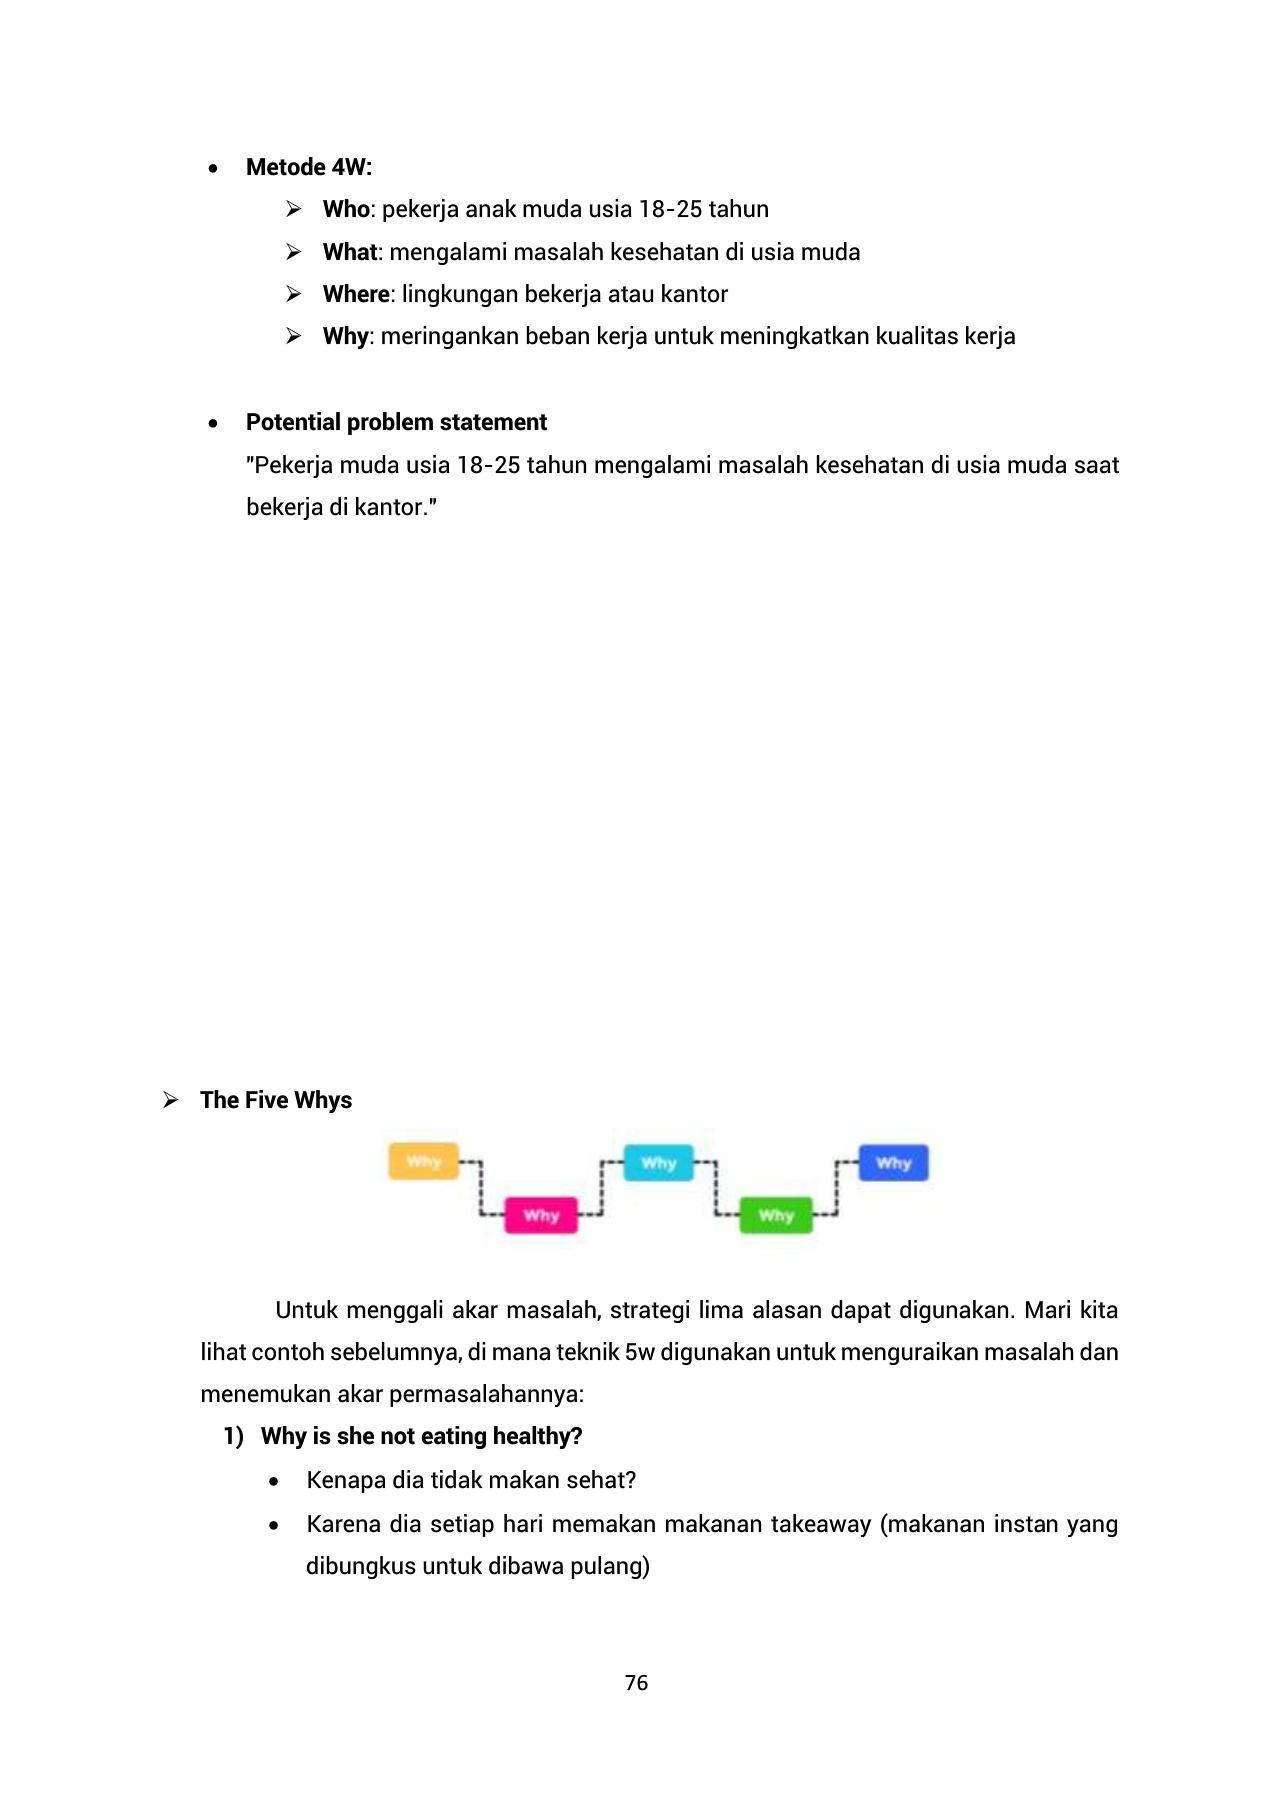 • Metode 4W:
➢ Who: pekerja anak muda usia 18-25 tahun
➢ What: mengalami masalah kesehatan di usia muda
➢ Where: lingkungan bekerja atau kantor
➢ Why: meringankan beban kerja untuk meningkatkan kualitas kerja
• Potential problem statement
"Pekerja muda usia 18-25 tahun mengalami masalah kesehatan di usia muda saat
bekerja di kantor."
➢ The Five Whys
Why Why Why
Why Why
Untuk menggali akar masalah, strategi lima alasan dapat digunakan. Mari kita
lihat contoh sebelumnya, di mana teknik 5w digunakan untuk menguraikan masalah dan
menemukan akar permasalahannya:
1) Why is she not eating healthy?
• Kenapa dia tidak makan sehat?
• Karena dia setiap hari memakan makanan takeaway (makanan instan yang
dibungkus untuk dibawa pulang)
76